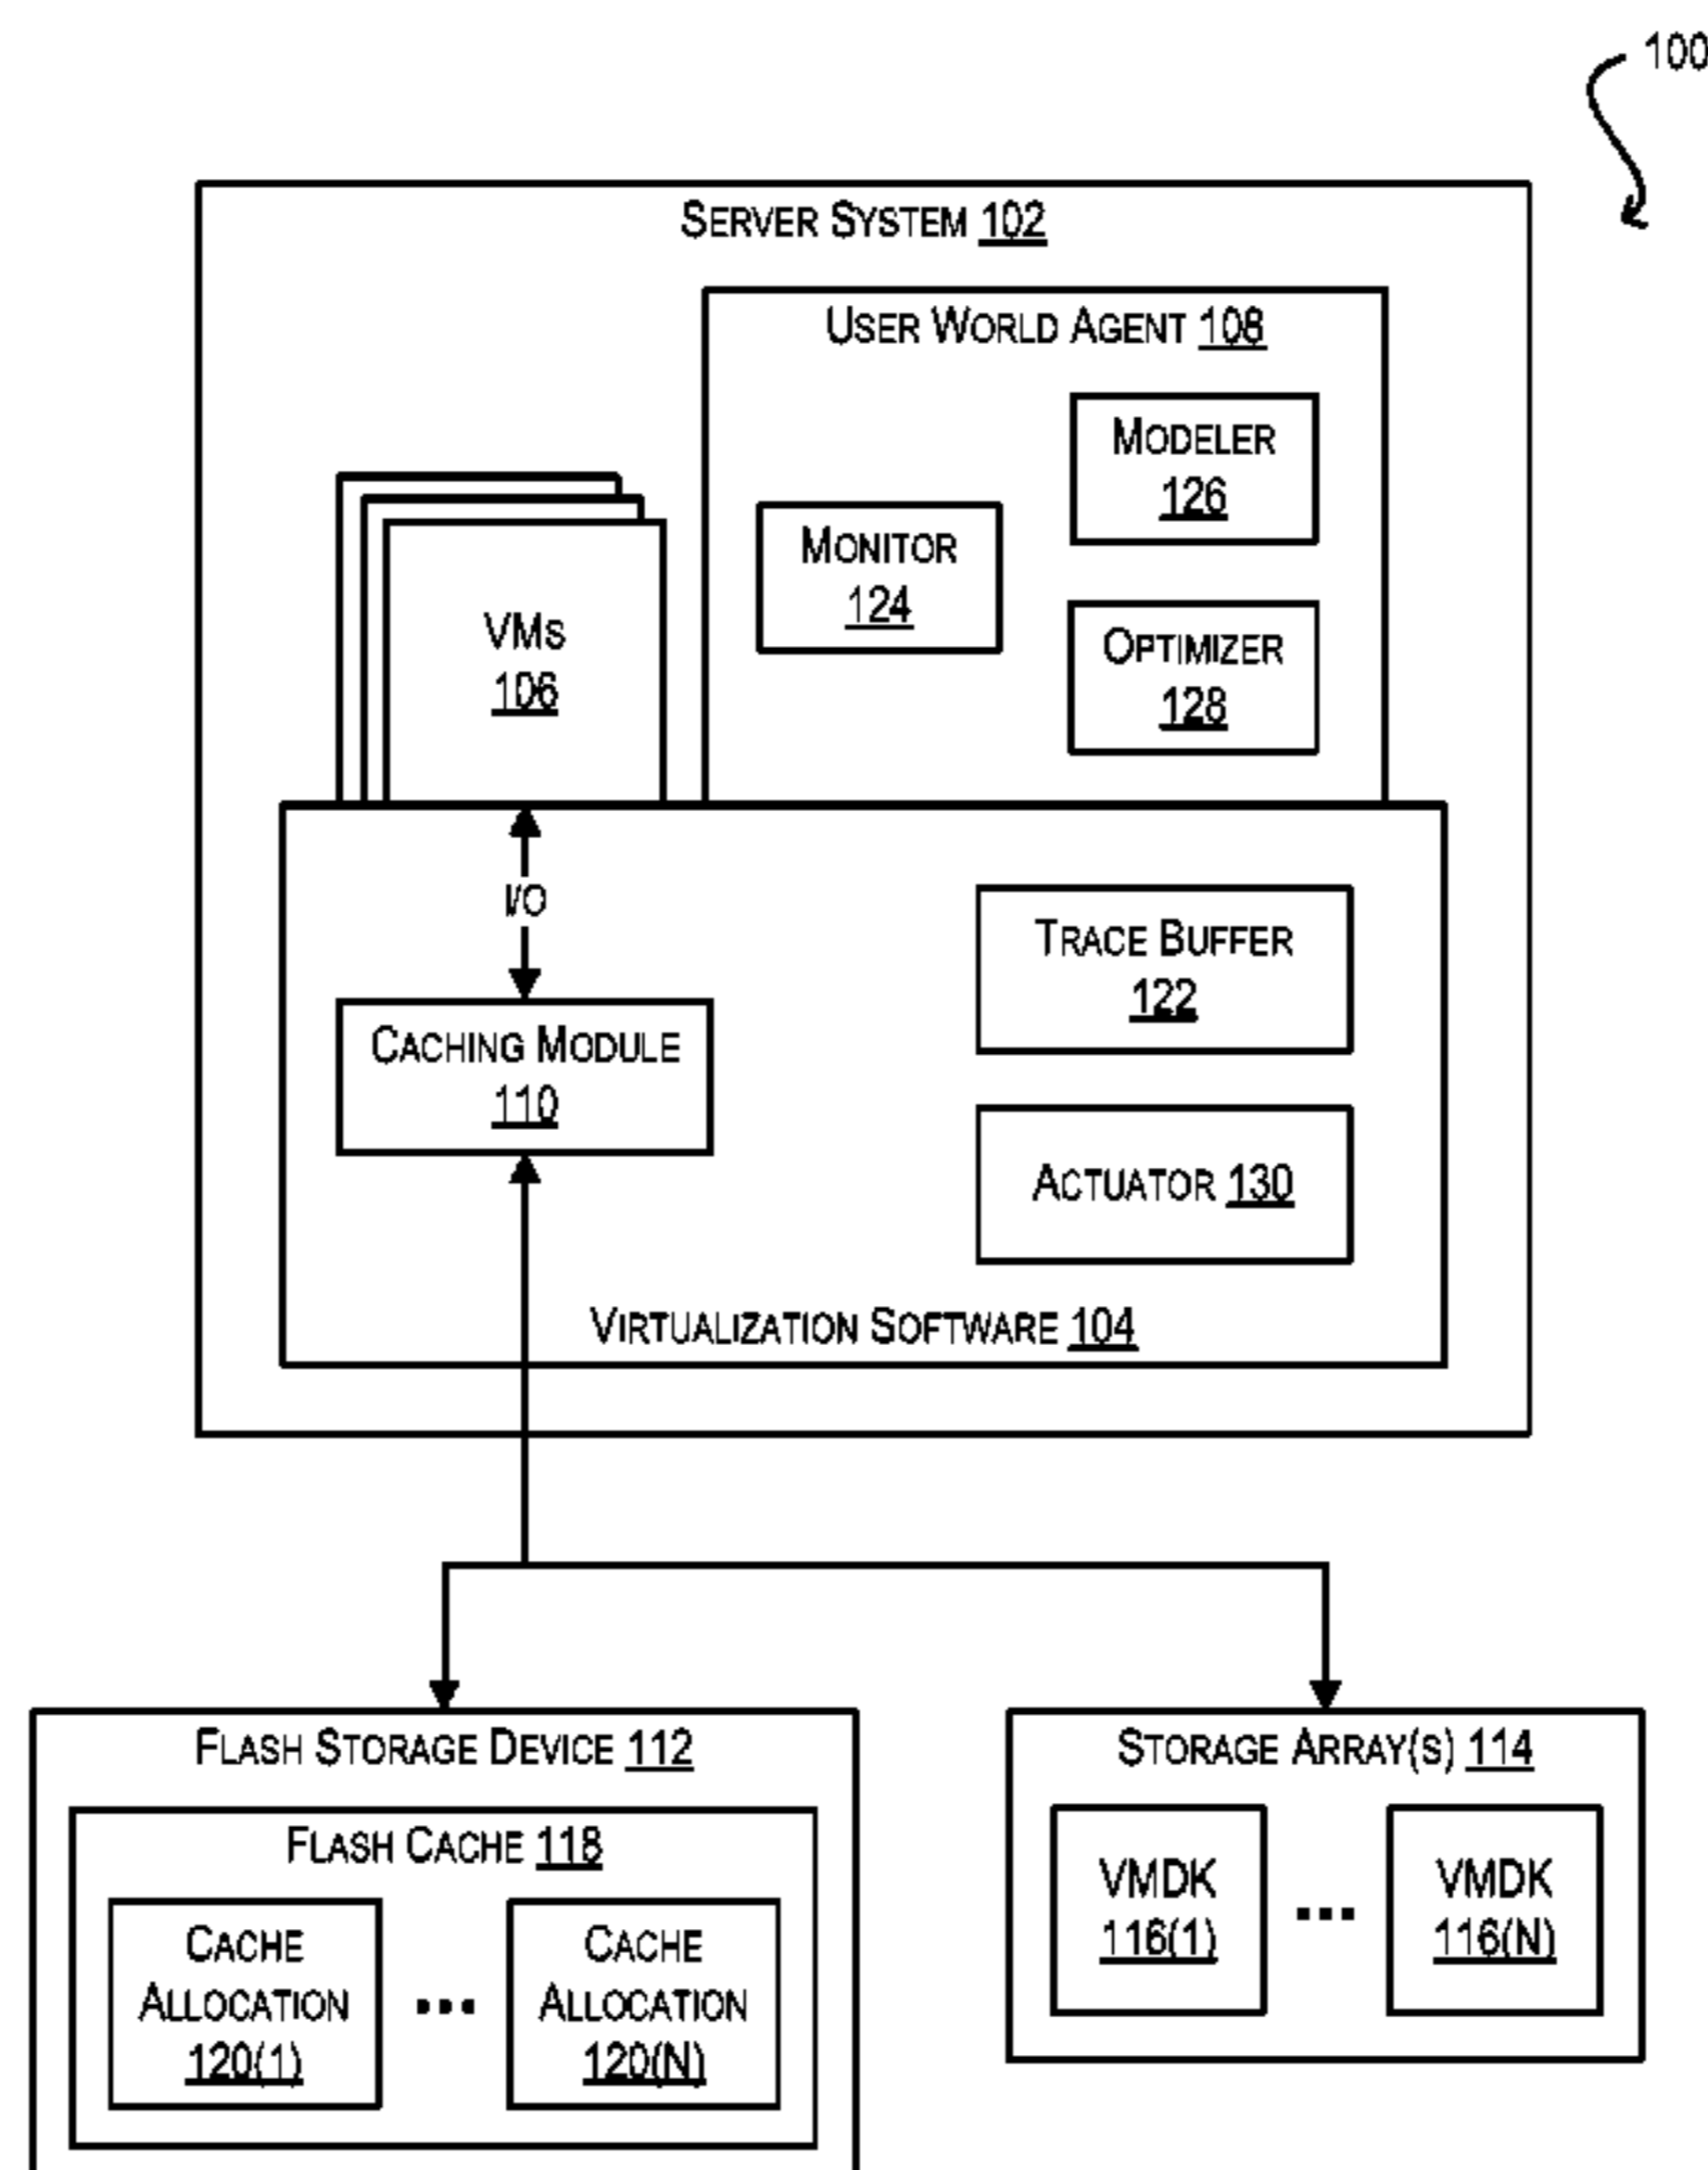 100
SERVER SYSTEM 102
USER WORLD AGENT 108
MODELER
126
MONITOR
124
OPTIMIZER
128
VMS
106
I/O
TRACE BUFFER
122
CACHING MODULE
110
ACTUATOR 130
VIRTUALIZATION SOFTWARE 104
FLASH STORAGE DEVICE 112
FLASH CACHE 118
CACHE
ALLOCATION
120(1)
...
CACHE
ALLOCATION
120(N)
STORAGE ARRAY(S) 114
VMDK
116(1)
...
VMDK
116(N)